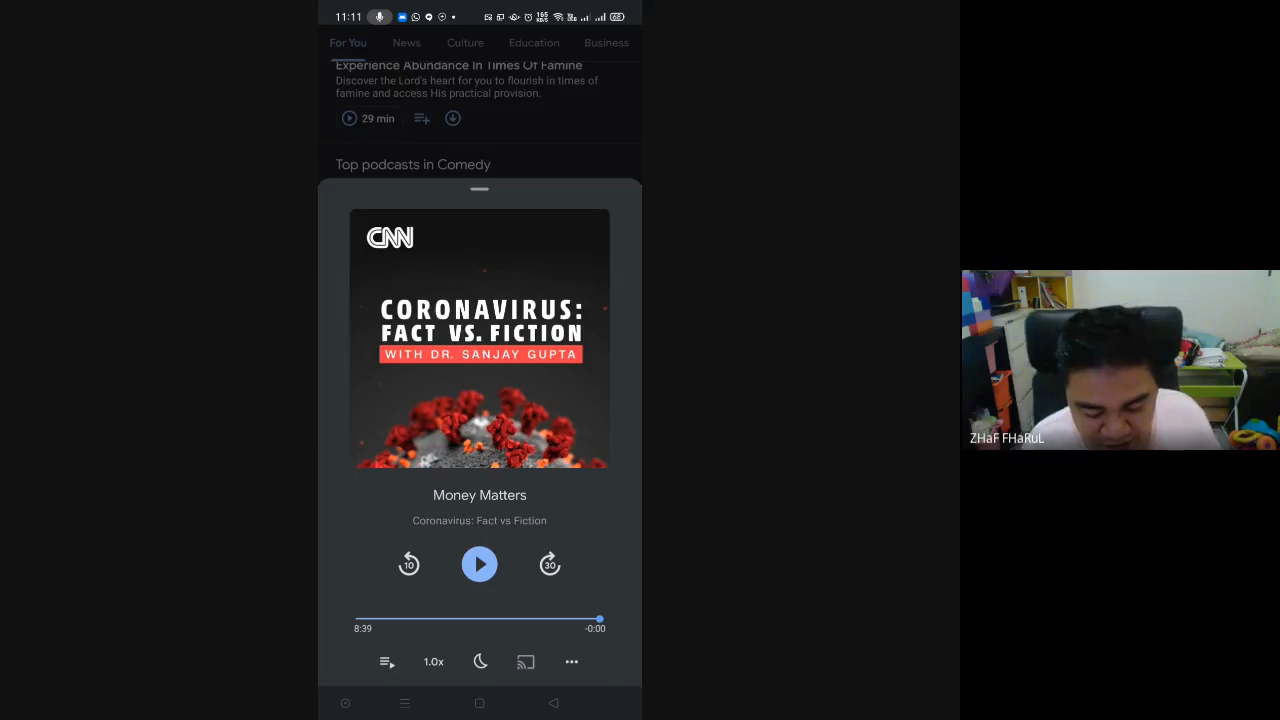 11:11
165
KB/S
68
For You News Culture Education Business
Experience Abundance In Times Of Famine
Discover the Lord's heart for you to flourish in times of
famine and access His practical provision.
29 min
Top podcasts in Comedy
CNN
CORONAVIRUS:
FACT VS. FICTION
WITH DR. SANJAY GUPTA
Money Matters
Coronavirus: Fact vs Fiction
10
30
8:39
-0:00
1.0x
ZHaF FHaRuL